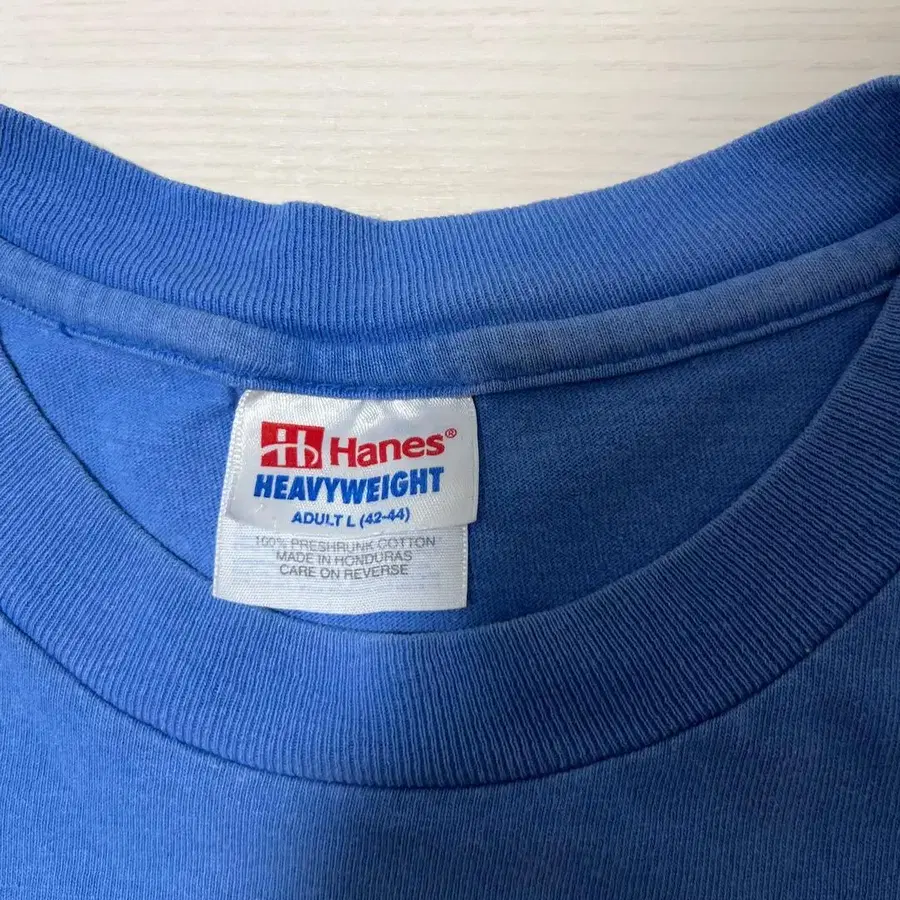 Hanes®
HEAVYWEIGHT
ADULT L (42-44)
100% PRESHRUNK COTTON
MADE IN HONDURAS
CARE ON REVERSE